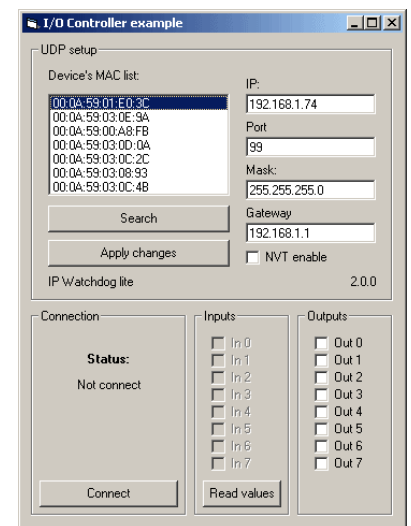 I/O Controller example
UDP setup
Device's MAC list:
00:0A:59:01:E0:3C
00:0A:59:03:0E:9A
00:0A:59:00:A8:FB
00:0A:59:03:0D:0A
00:0A:59:03:0C:2C
00:0A:59:03:08:93
00:0A:59:03:0C:4B
Search
Apply changes
IP:
192.168.1.74
Port
99
Mask:
255.255.255.0
Gateway
192.168.1.1
NVT enable
IP Watchdog lite
2.0.0
Connection
Status:
Not connect
Connect
Inputs
In 0
In 1
In 2
In 3
In 4
In 5
In 6
In 7
Read values
Outputs
Out 0
Out 1
Out 2
Out 3
Out 4
Out 5
Out 6
Out 7